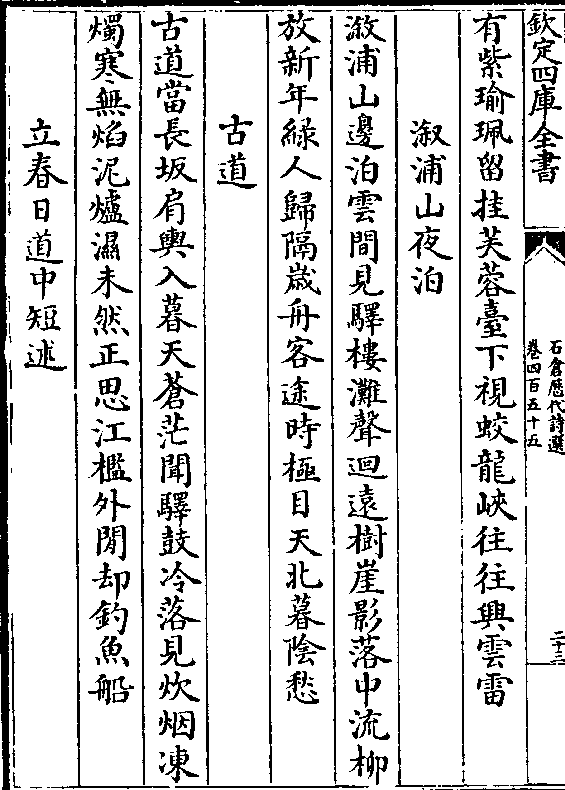 欽定四庫全書
石倉歴代詩選
卷四百五十五
二十三
有紫瑜珮留挂芙蓉臺下視蛟龍峽往往興雲雷
溆浦山夜泊
溆浦山邊泊雲間見驛樓灘聲迴遠樹崖影落中流柳
放新年緑人歸隔歳舟客途時極目天北暮陰愁
古道
古道當長坂肩輿入暮天蒼茫聞驛鼓冷落見炊烟凍
燭寒無焰泥爐濕未然正思江檻外閒却釣魚船
立春日道中短述